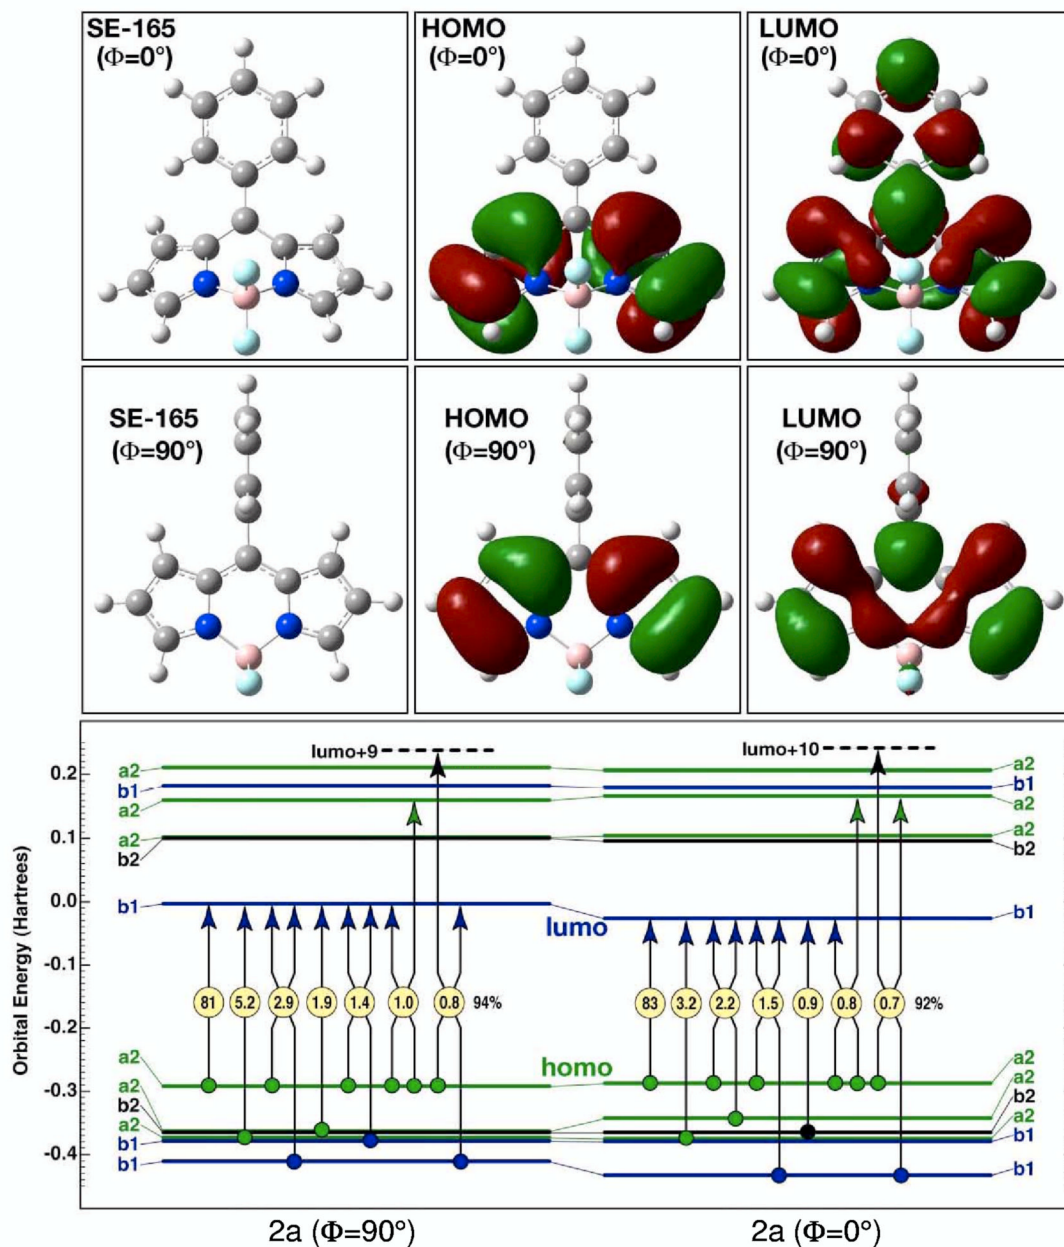 SE-165
(Φ=0°)
HOMO
(Φ=0°)
LUMO
(Φ=0°)
SE-165
(Φ=90°)
HOMO
(Φ=90°)
LUMO
(Φ=90°)
Orbital Energy (Hartrees)
0.2
0.1
0.0
-0.1
-0.2
-0.3
-0.4
lumo+9
lumo+10
a2
b1
a2
a2
b2
b1
a2
a2
b2
a2
b1
b1
lumo
homo
81
5.2
2.9
1.9
1.4
1.0
0.8
94%
83
3.2
2.2
1.5
0.9
0.8
0.7
92%
a2
b1
a2
a2
b2
b1
a2
a2
b2
a2
b1
b1
2a (Φ=90°)
2a (Φ=0°)